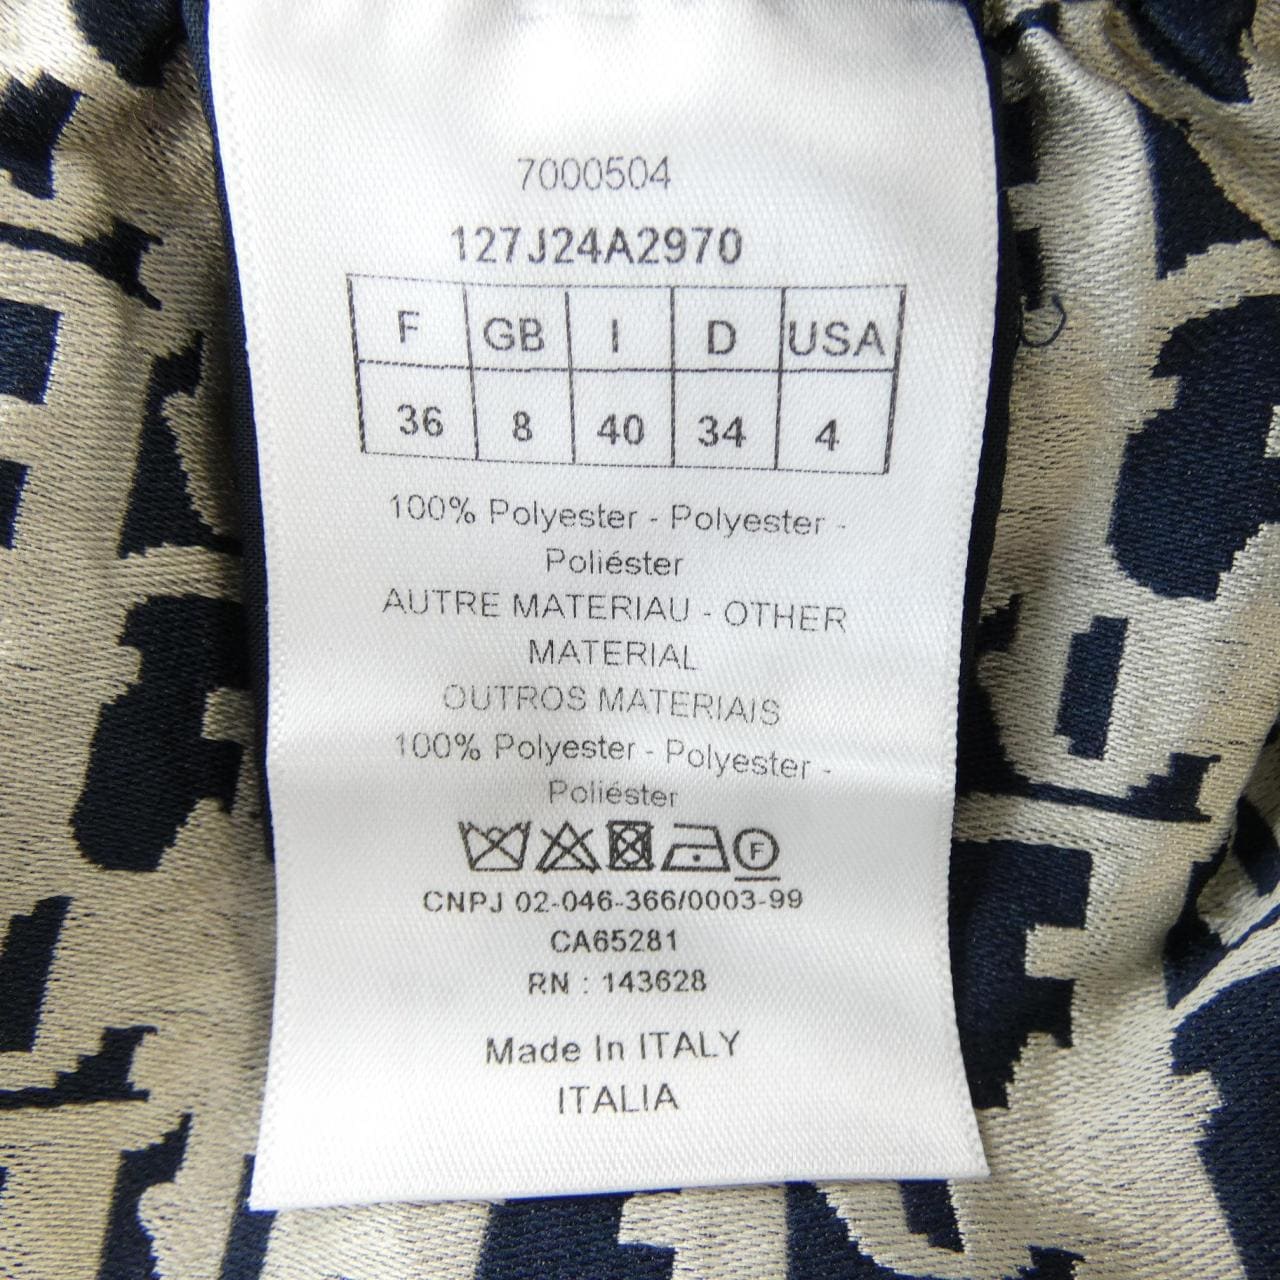 7000504
127J24A2970
F GB I D USA
36 8 40 34 4
100% Polyester - Polyester -
Poliéster
AUTRE MATERIAU - OTHER
MATERIAL
OUTROS MATERIAIS
100% Polyester - Polyester -
Poliéster
F
CNPJ 02-046-366/0003-99
CA65281
RN : 143628
Made In ITALY
ITALIA